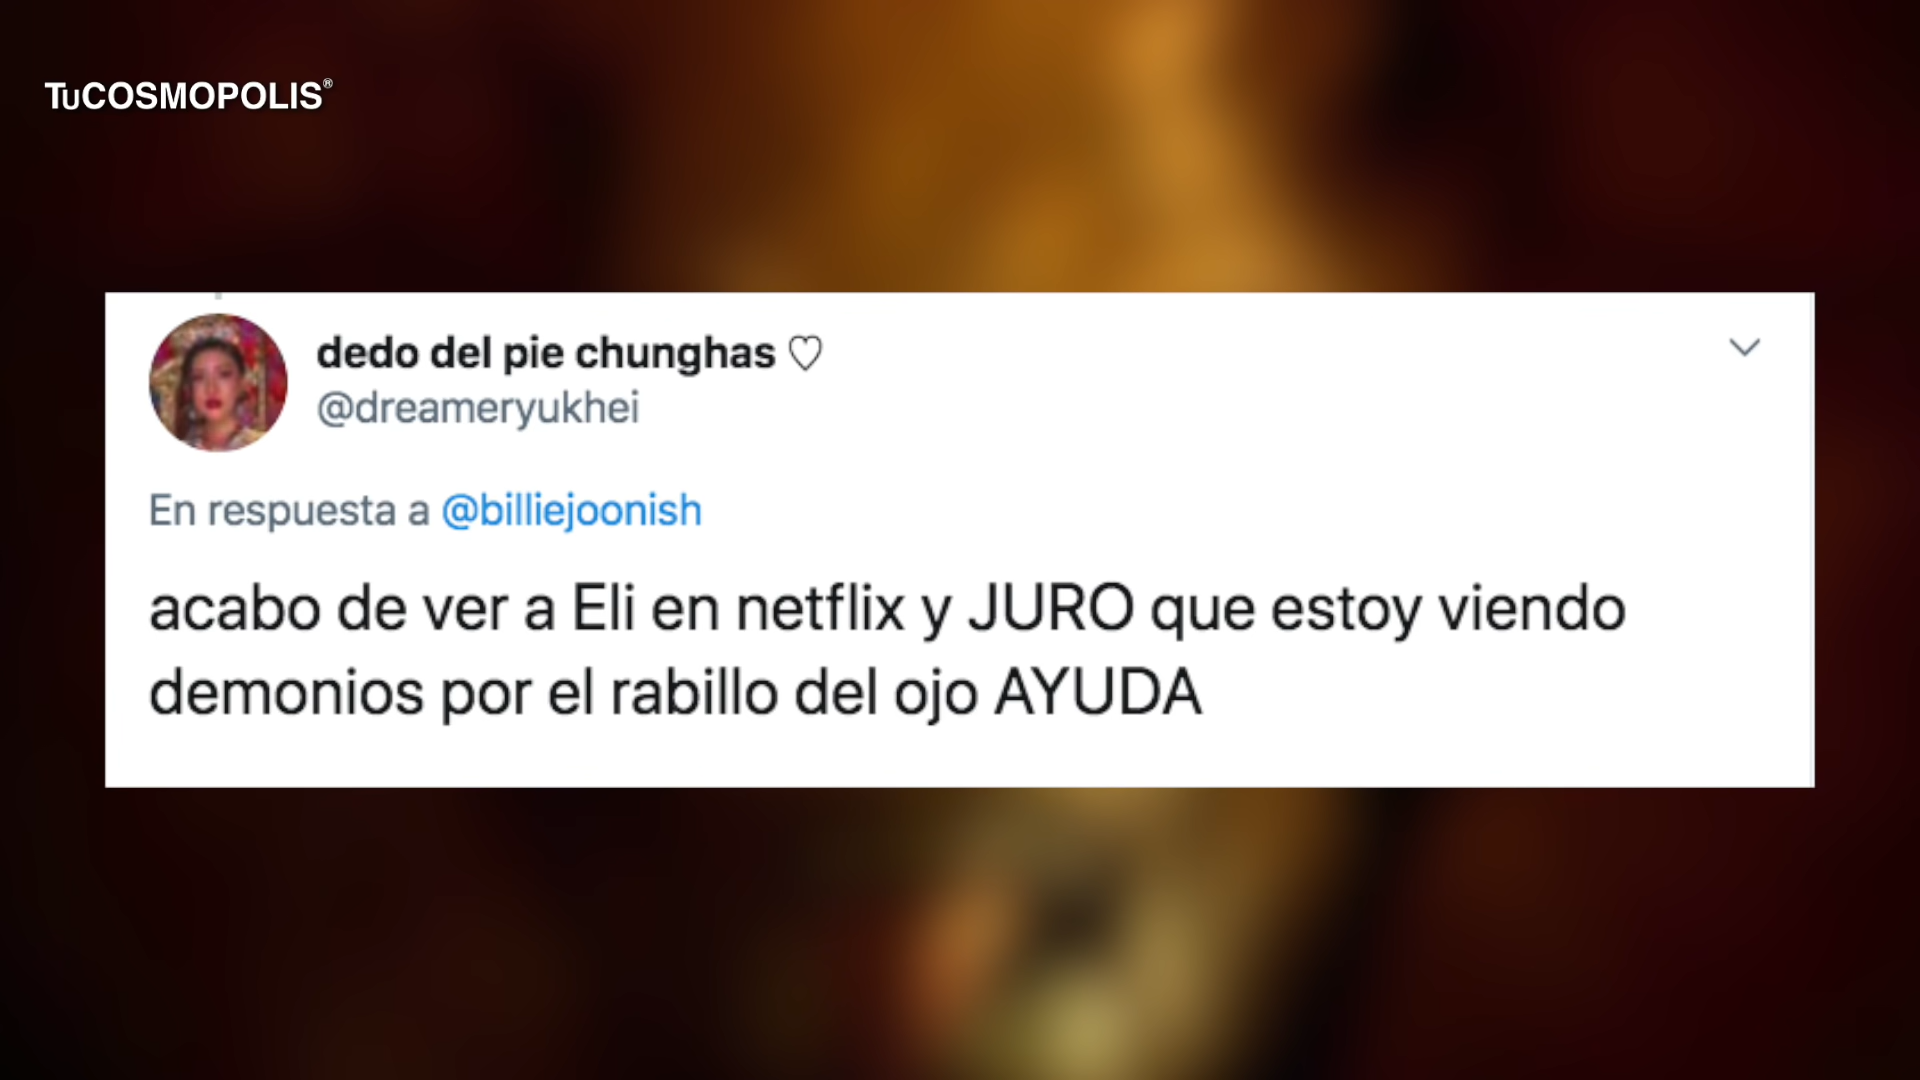 TuCOSMOPOLIS®
dedo del pie chunghas ♡
@dreameryukhei
En respuesta a @billiejoonish
acabo de ver a Eli en netflix y JURO que estoy viendo
demonios por el rabillo del ojo AYUDA